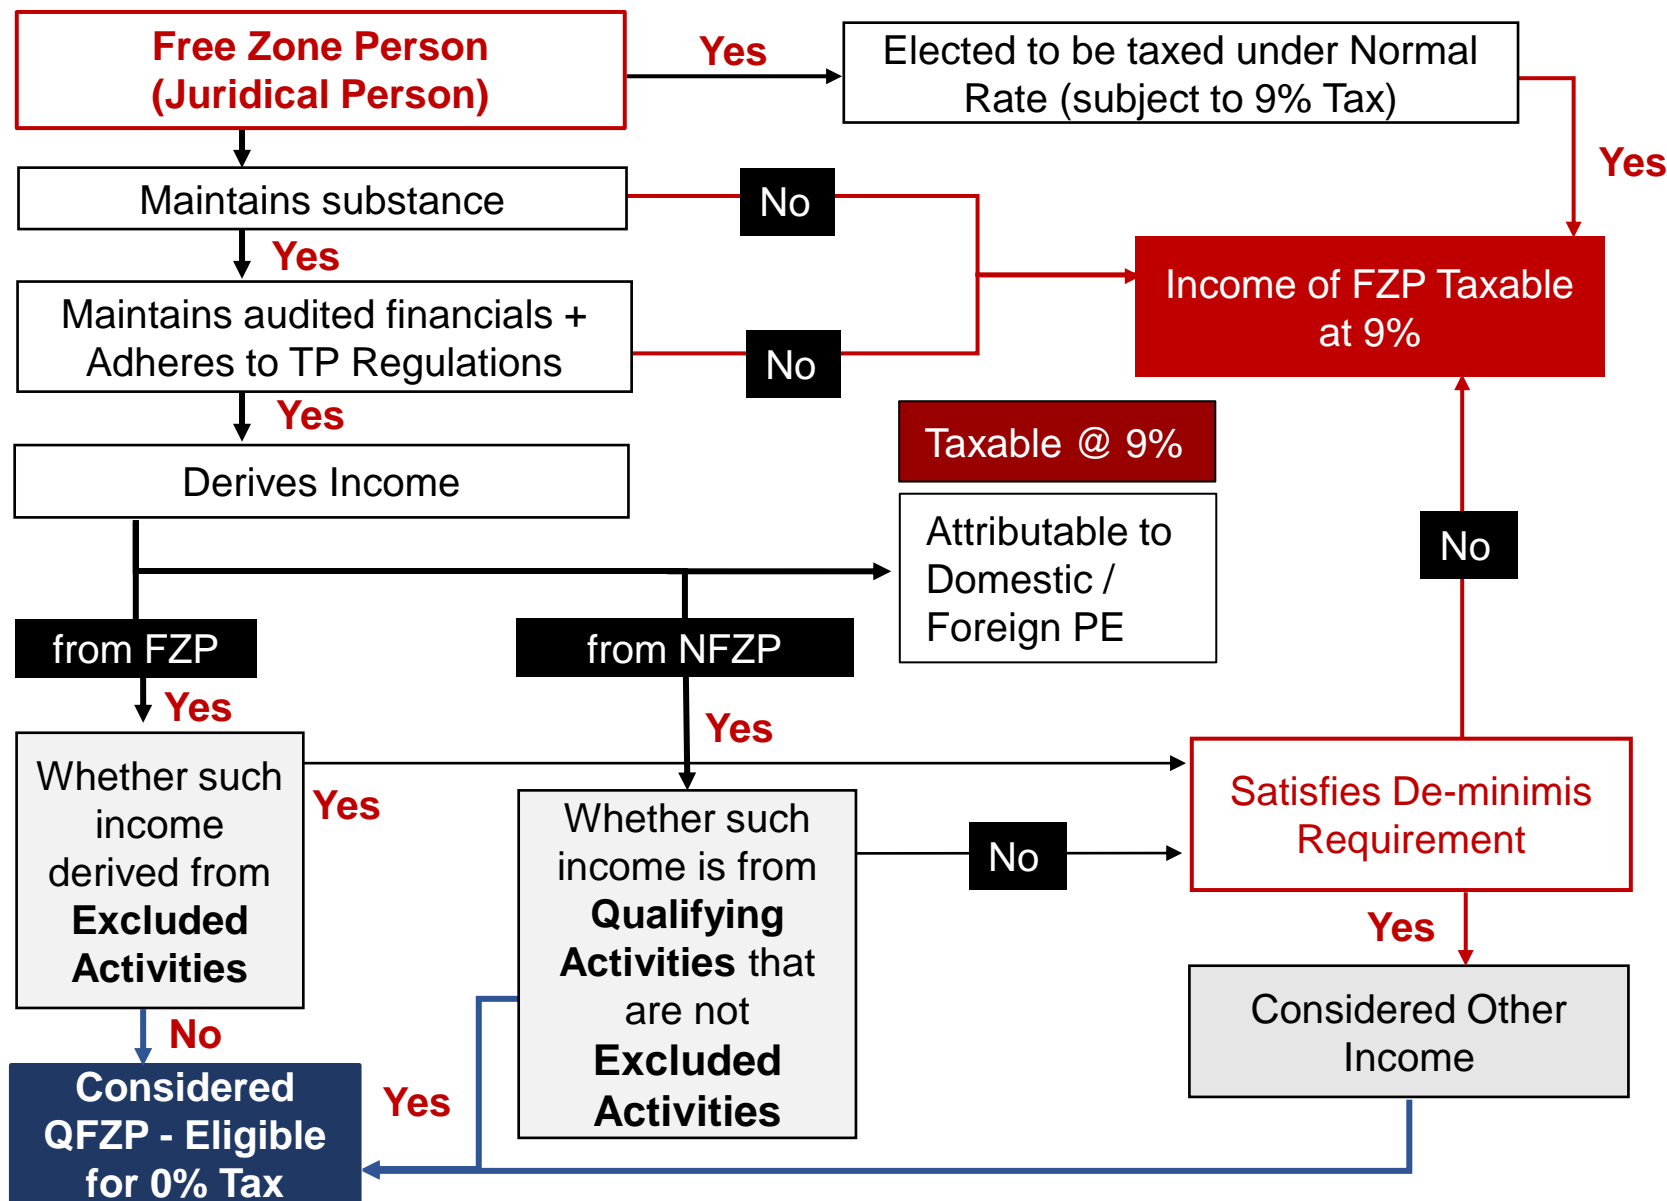 Free Zone Person
(Juridical Person)
Yes
Elected to be taxed under Normal
Rate (subject to 9% Tax)
Yes
Maintains substance
No
Yes
Income of FZP Taxable
at 9%
Maintains audited financials +
Adheres to TP Regulations
No
Yes
Derives Income
Taxable @ 9%
Attributable to
Domestic /
Foreign PE
No
from FZP
from NFZP
Yes
Yes
Whether such
income
derived from
Excluded
Activities
Yes
Whether such
income is from
Qualifying
Activities that
are not
Excluded
Activities
No
Satisfies De-minimis
Requirement
Yes
Considered Other
Income
No
Yes
Considered
QFZP - Eligible
for 0% Tax